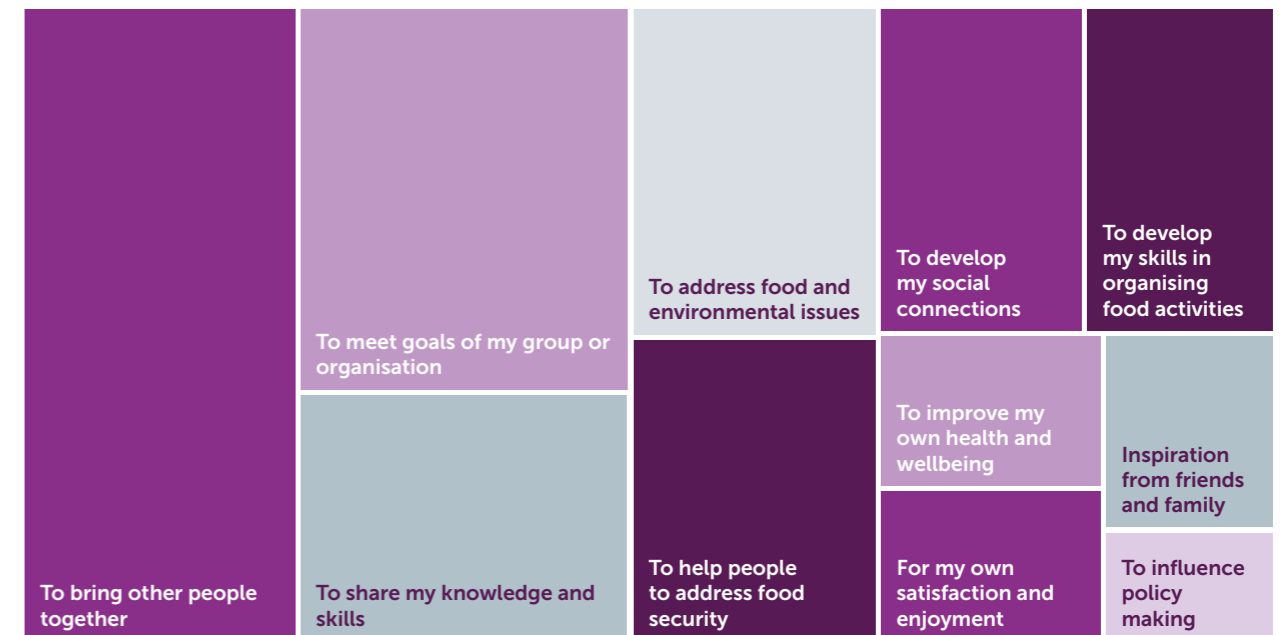 To bring other people
together
To meet goals of my group or
organisation
To share my knowledge and
skills
To address food and
environmental issues
To help people
to address food
security
To develop
my social
connections
To develop
my skills in
organising
food activities
To improve my
own health and
wellbeing
For my own
satisfaction and
enjoyment
Inspiration
from friends
and family
To influence
policy
making